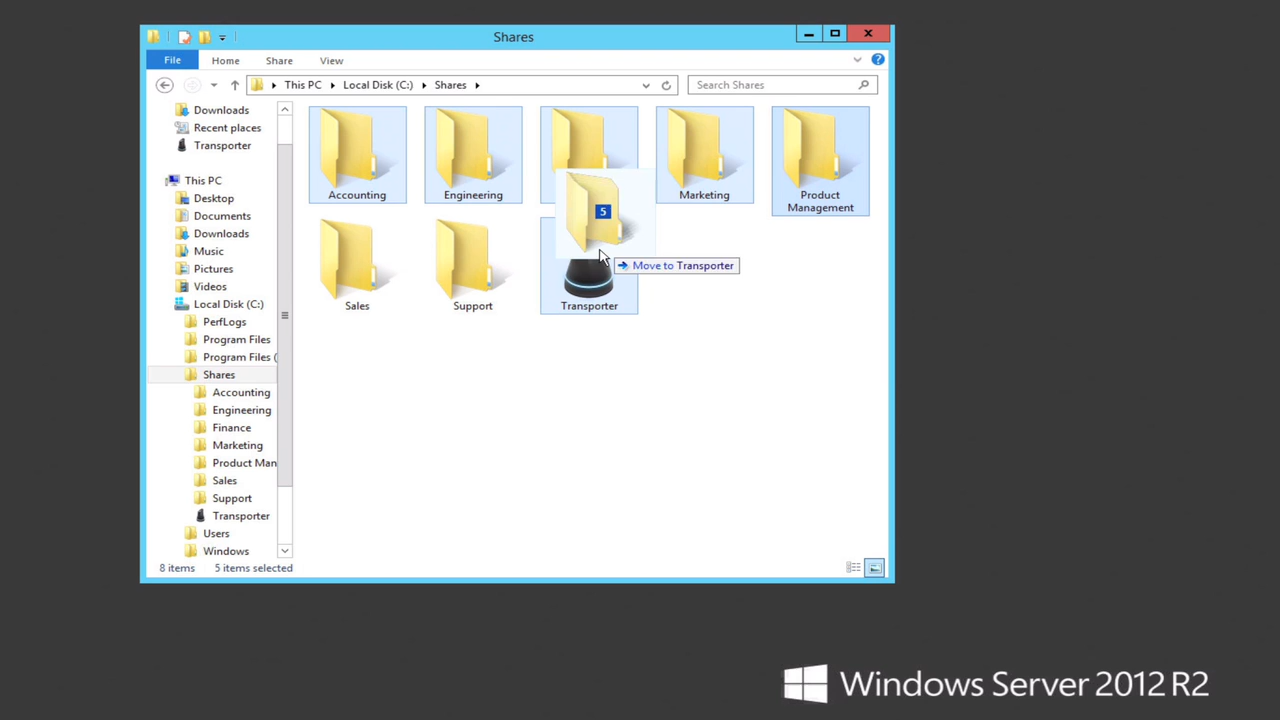 Shares
File
Home
Share
View
This PC
Local Disk (C:)
Shares
Search Shares
Downloads
Recent places
Transporter
This PC
Desktop
Documents
Downloads
Music
Pictures
Videos
Local Disk (C:)
PerfLogs
Program Files
Program Files (
Shares
Accounting
Engineering
Finance
Marketing
Product Man
Sales
Support
Transporter
Users
Windows
Accounting
Engineering
Marketing
Product
Management
5
Move to Transporter
Sales
Support
Transporter
8 items
5 items selected
Windows Server 2012 R2